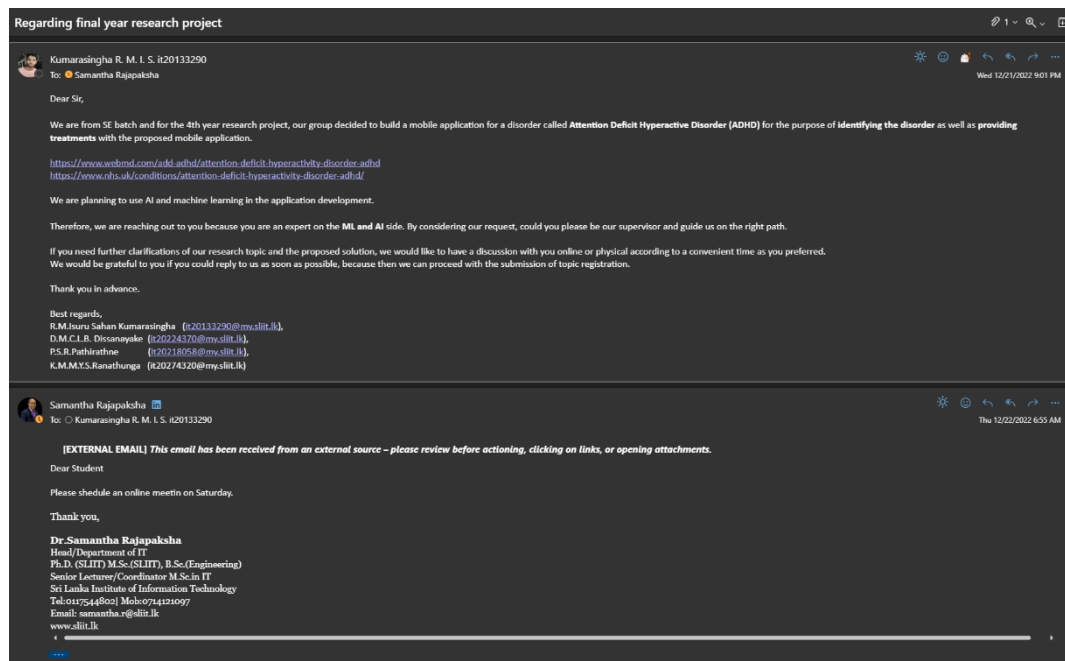 Regarding final year research project
1
Kumarasingha R. M. I. S. it20133290
To: Samantha Rajapaksha
Wed 12/21/2022 9:01 PM
Dear Sir,
We are from SE batch and for the 4th year research project, our group decided to build a mobile application for a disorder called Attention Deficit Hyperactive Disorder (ADHD) for the purpose of identifying the disorder as well as providing
treatments with the proposed mobile application.
https://www.webmd.com/add-adhd/attention-deficit-hyperactivity-disorder-adhd
https://www.nhs.uk/conditions/attention-deficit-hyperactivity-disorder-adhd/
We are planning to use AI and machine learning in the application development.
Therefore, we are reaching out to you because you are an expert on the ML and AI side. By considering our request, could you please be our supervisor and guide us on the right path.
If you need further clarifications of our research topic and the proposed solution, we would like to have a discussion with you online or physical according to a convenient time as you preferred.
We would be grateful to you if you could reply to us as soon as possible, because then we can proceed with the submission of topic registration.
Thank you in advance.
Best regards,
R.M.Isuru Sahan Kumarasingha (it20133290@my.sliit.lk),
D.M.C.L.B. Dissanayake (it20224370@my.sliit.lk),
P.S.R.Pathirathne (it20218058@my.sliit.lk),
K.M.M.Y.S.Ranathunga (it20274320@my.sliit.lk)
Samantha Rajapaksha in
To: Kumarasingha R. M. I. S. it20133290
Thu 12/22/2022 6:55 AM
[EXTERNAL EMAIL] This email has been received from an external source – please review before actioning, clicking on links, or opening attachments.
Dear Student
Please shedule an online meetin on Saturday.
Thank you,
Dr.Samantha Rajapaksha
Head/Department of IT
Ph.D. (SLIIT) M.Sc.(SLIIT), B.Sc.(Engineering)
Senior Lecturer/Coordinator M.Sc.in IT
Sri Lanka Institute of Information Technology
Tel:0117544802| Mob:0714121097
Email: samantha.r@sliit.lk
www.sliit.lk